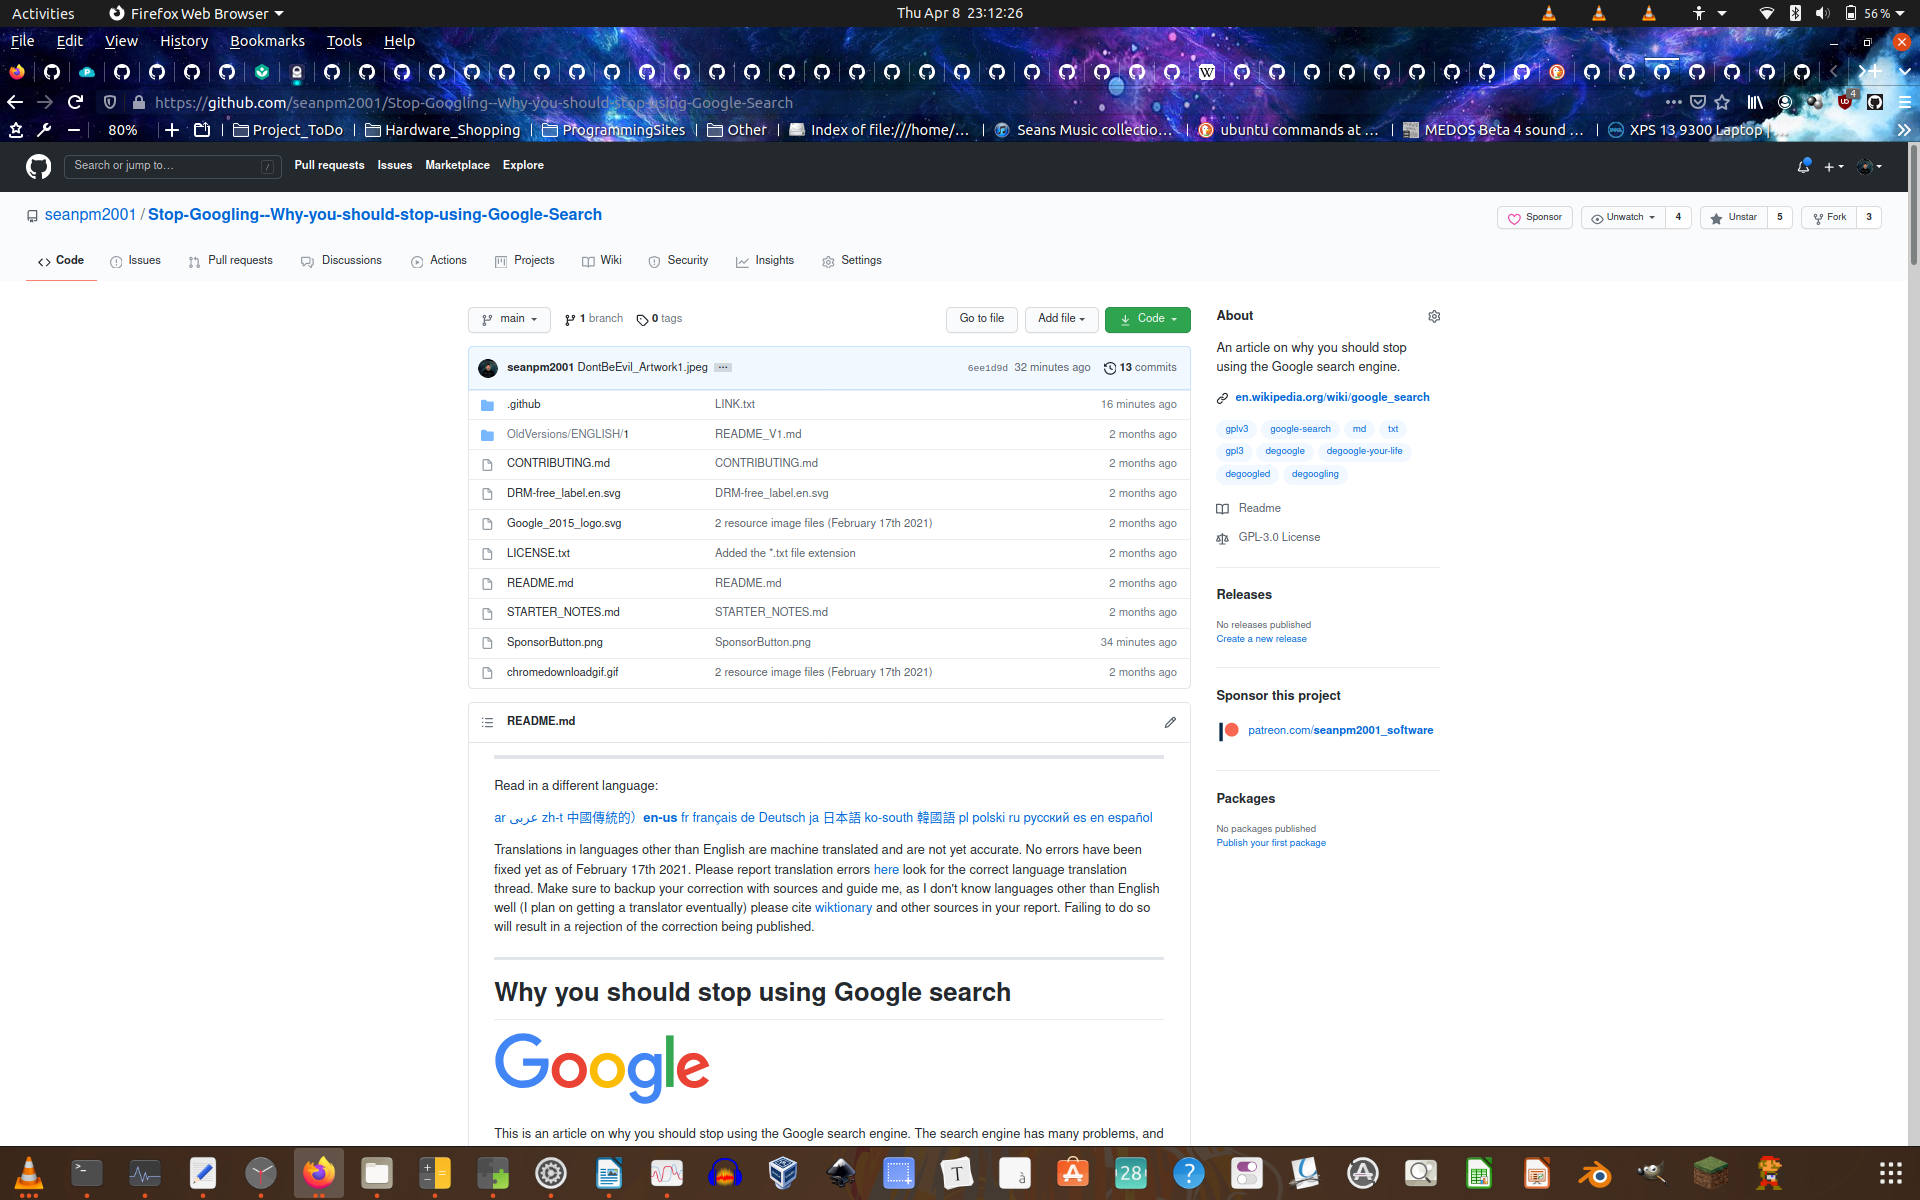 Activities Firefox Web Browser Thu Apr 8 23:12:26 56 %
File Edit View History Bookmarks Tools Help
https://github.com/seanpm2001/Stop-Googling--Why-you-should-stop-using-Google-Search 4
80% Project_ToDo Hardware_Shopping ProgrammingSites Other Index of file:///home/… Seans Music collectio… ubuntu commands at … MEDOS Beta 4 sound … XPS 13 9300 Laptop | …
Search or jump to… / Pull requests Issues Marketplace Explore
seanpm2001 / Stop-Googling--Why-you-should-stop-using-Google-Search Sponsor Unwatch 4 Unstar 5 Fork 3
Code Issues Pull requests Discussions Actions Projects Wiki Security Insights Settings
main 1 branch 0 tags Go to file Add file Code
seanpm2001 DontBeEvil_Artwork1.jpeg ... 6ee1d9d 32 minutes ago 13 commits
.github LINK.txt 16 minutes ago
OldVersions/ENGLISH/1 README_V1.md 2 months ago
CONTRIBUTING.md CONTRIBUTING.md 2 months ago
DRM-free_label.en.svg DRM-free_label.en.svg 2 months ago
Google_2015_logo.svg 2 resource image files (February 17th 2021) 2 months ago
LICENSE.txt Added the *.txt file extension 2 months ago
README.md README.md 2 months ago
STARTER_NOTES.md STARTER_NOTES.md 2 months ago
SponsorButton.png SponsorButton.png 34 minutes ago
chromedownloadgif.gif 2 resource image files (February 17th 2021) 2 months ago
README.md
Read in a different language:
ar عربى zh-t 中國傳統的）en-us fr français de Deutsch ja 日本語 ko-south 韓國語 pl polski ru русский es en español
Translations in languages other than English are machine translated and are not yet accurate. No errors have been
fixed yet as of February 17th 2021. Please report translation errors here look for the correct language translation
thread. Make sure to backup your correction with sources and guide me, as I don't know languages other than English
well (I plan on getting a translator eventually) please cite wiktionary and other sources in your report. Failing to do so
will result in a rejection of the correction being published.
Why you should stop using Google search
Google
This is an article on why you should stop using the Google search engine. The search engine has many problems, and
About
An article on why you should stop
using the Google search engine.
en.wikipedia.org/wiki/google_search
gplv3 google-search md txt
gpl3 degoogle degoogle-your-life
degoogled degoogling
Readme
GPL-3.0 License
Releases
No releases published
Create a new release
Sponsor this project
patreon.com/seanpm2001_software
Packages
No packages published
Publish your first package